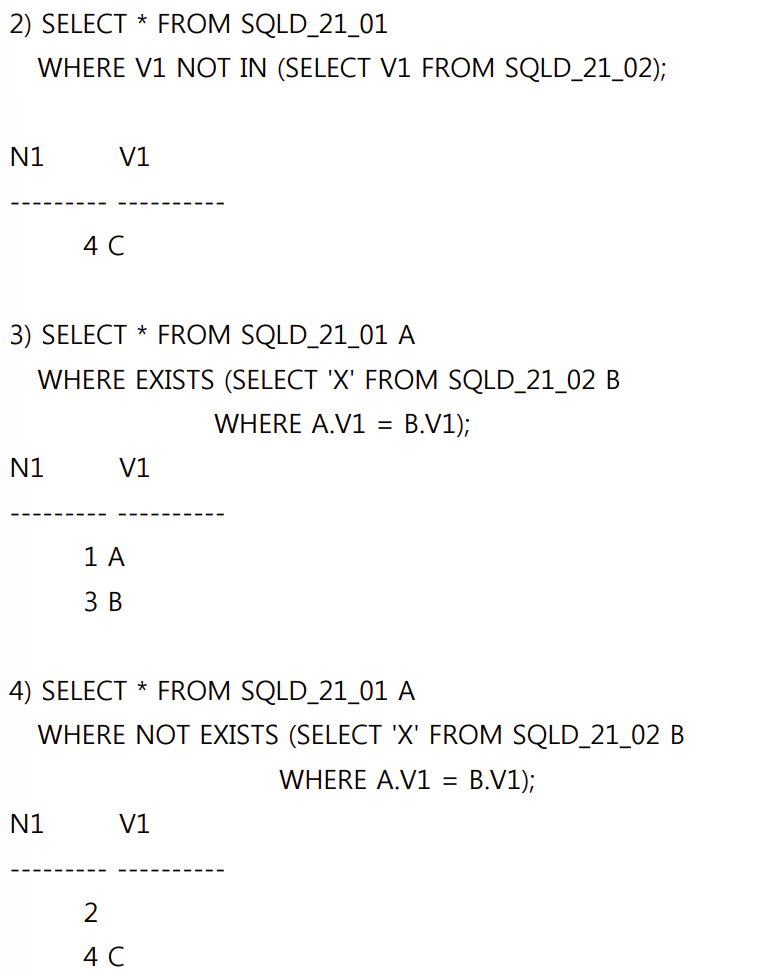 2) SELECT * FROM SQLD_21_01
WHERE V1 NOT IN (SELECT V1 FROM SQLD_21_02);
N1 V1
--------- ----------
4 C
3) SELECT * FROM SQLD_21_01 A
WHERE EXISTS (SELECT 'X' FROM SQLD_21_02 B
WHERE A.V1 = B.V1);
N1 V1
--------- ----------
1 A
3 B
4) SELECT * FROM SQLD_21_01 A
WHERE NOT EXISTS (SELECT 'X' FROM SQLD_21_02 B
WHERE A.V1 = B.V1);
N1 V1
--------- ----------
2
4 C